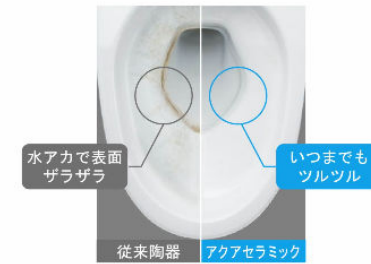 水アカで表面
ザラザラ
いつまでも
ツルツル
従来陶器
アクアセラミック